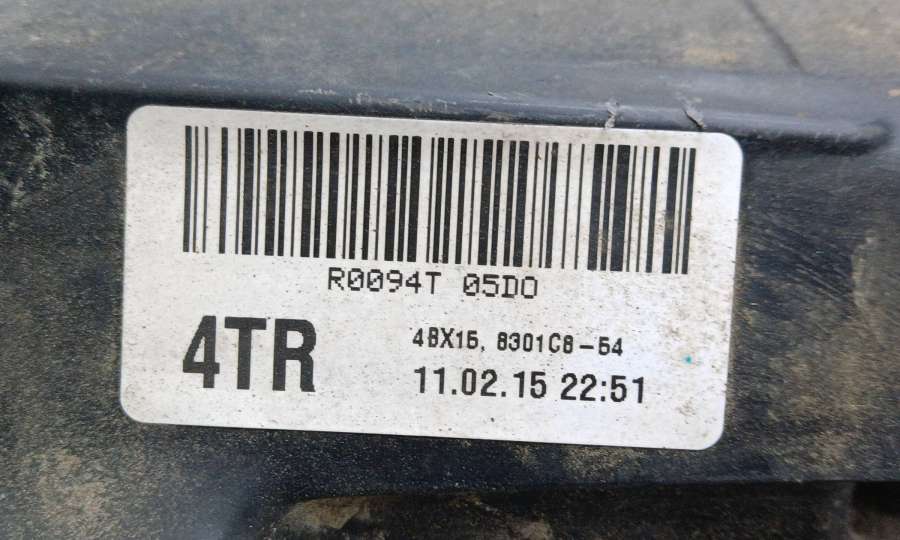 R0094T 05D0
4TR
4BX15, 8301C8-54
11.02.15 22:51